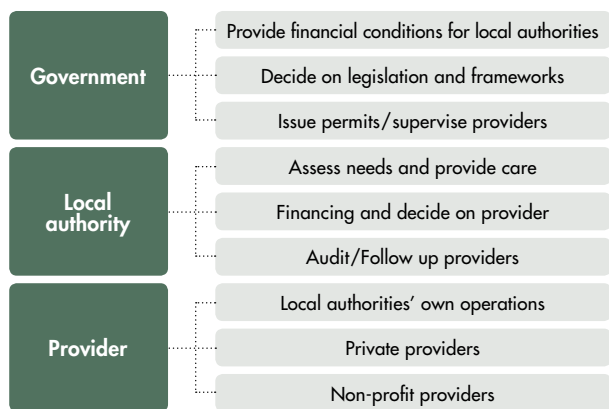 Government
Provide financial conditions for local authorities
Decide on legislation and frameworks
Issue permits/supervise providers
Local
authority
Assess needs and provide care
Financing and decide on provider
Audit/Follow up providers
Provider
Local authorities’ own operations
Private providers
Non-profit providers